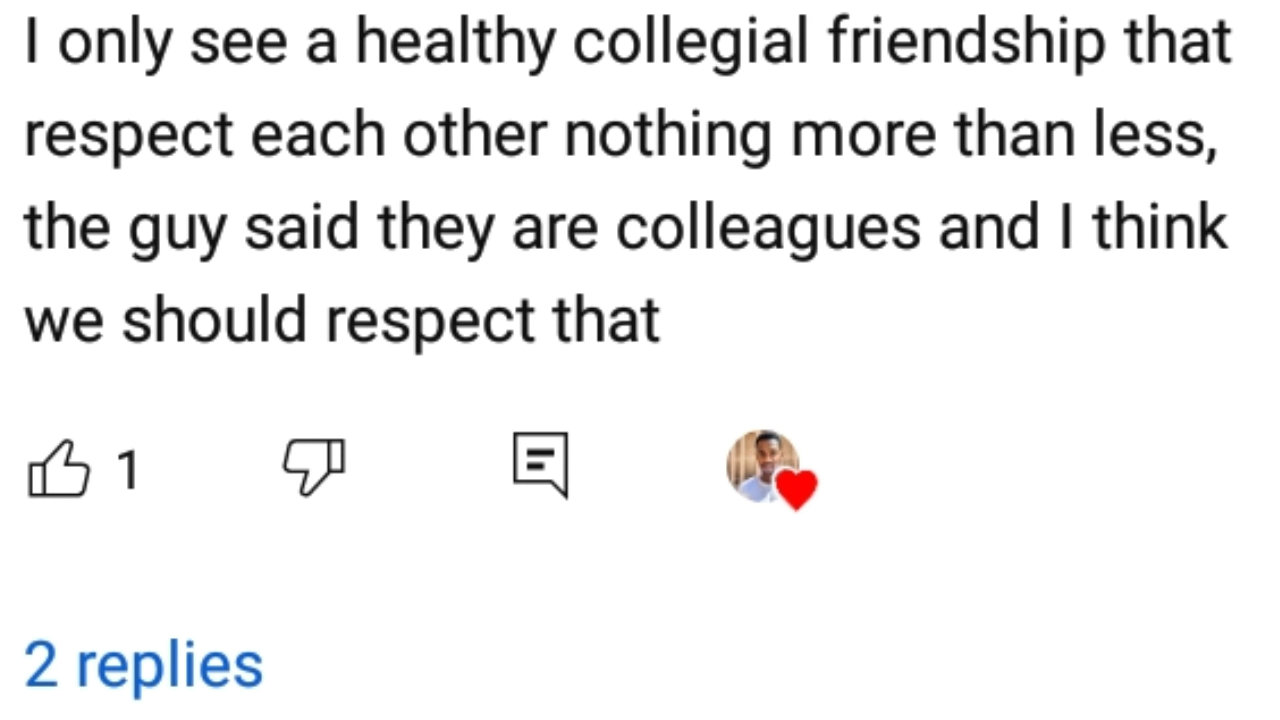 I only see a healthy collegial friendship that
respect each other nothing more than less,
the guy said they are colleagues and I think
we should respect that
1
2 replies